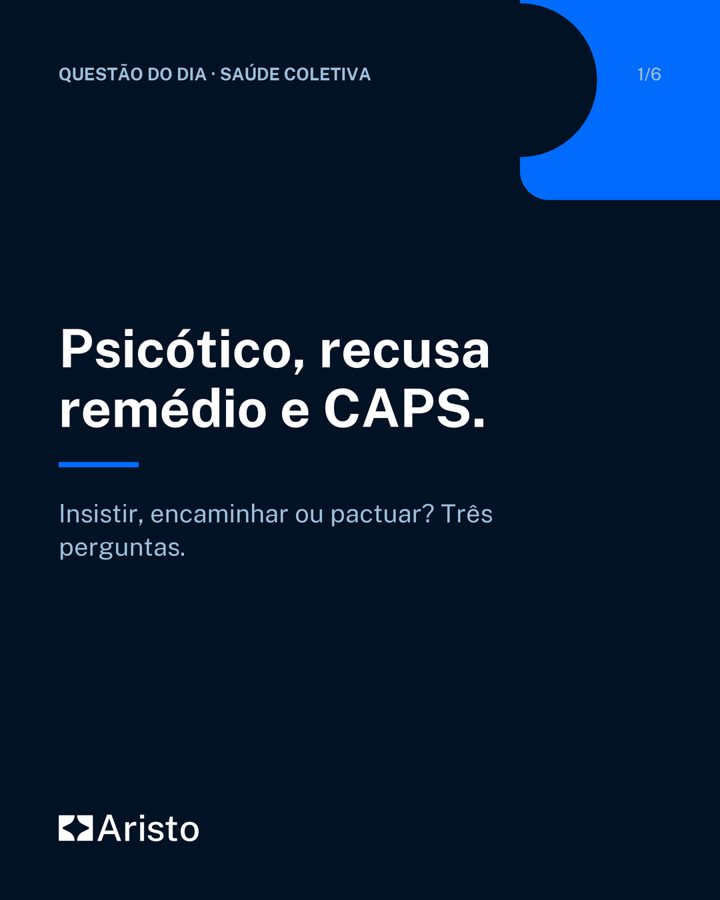 QUESTÃO DO DIA · SAÚDE COLETIVA
1/6
Psicótico, recusa
remédio e CAPS.
Insistir, encaminhar ou pactuar? Três
perguntas.
Aristo